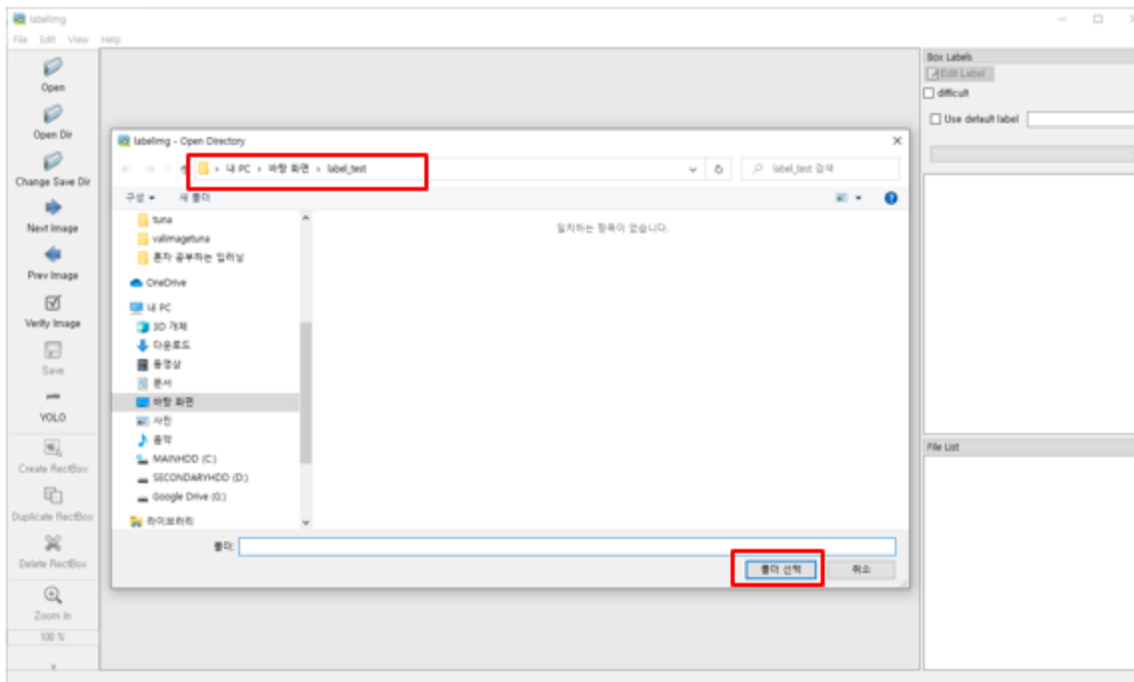 labelImg
File Edit View Help
Open
Open Dir
Change Save Dir
Next Image
Prev Image
Verify Image
Save
YOLO
Create RectBox
Duplicate RectBox
Delete RectBox
Zoom In
100 %
labelImg - Open Directory
내 PC › 바탕 화면 › label_test
label_test 검색
구성 새 폴더
tuna
valimagetuna
혼자 공부하는 딥러닝
OneDrive
내 PC
3D 개체
다운로드
동영상
문서
바탕 화면
사진
음악
MAINHDD (C:)
SECONDARYHDD (D:)
Google Drive (G:)
라이브러리
일치하는 항목이 없습니다.
폴더:
폴더 선택 취소
Box Labels
Edit Label
difficult
Use default label
File List